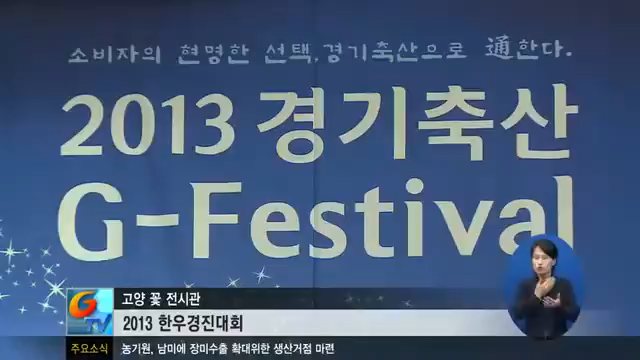 소비자의 현명한 선택, 경기축산으로 通한다.
2013 경기축산
G-Festival
고양 꽃 전시관
G TV
2013 한우경진대회
주요소식 농기원, 남미에 장미수출 확대위한 생산거점 마련